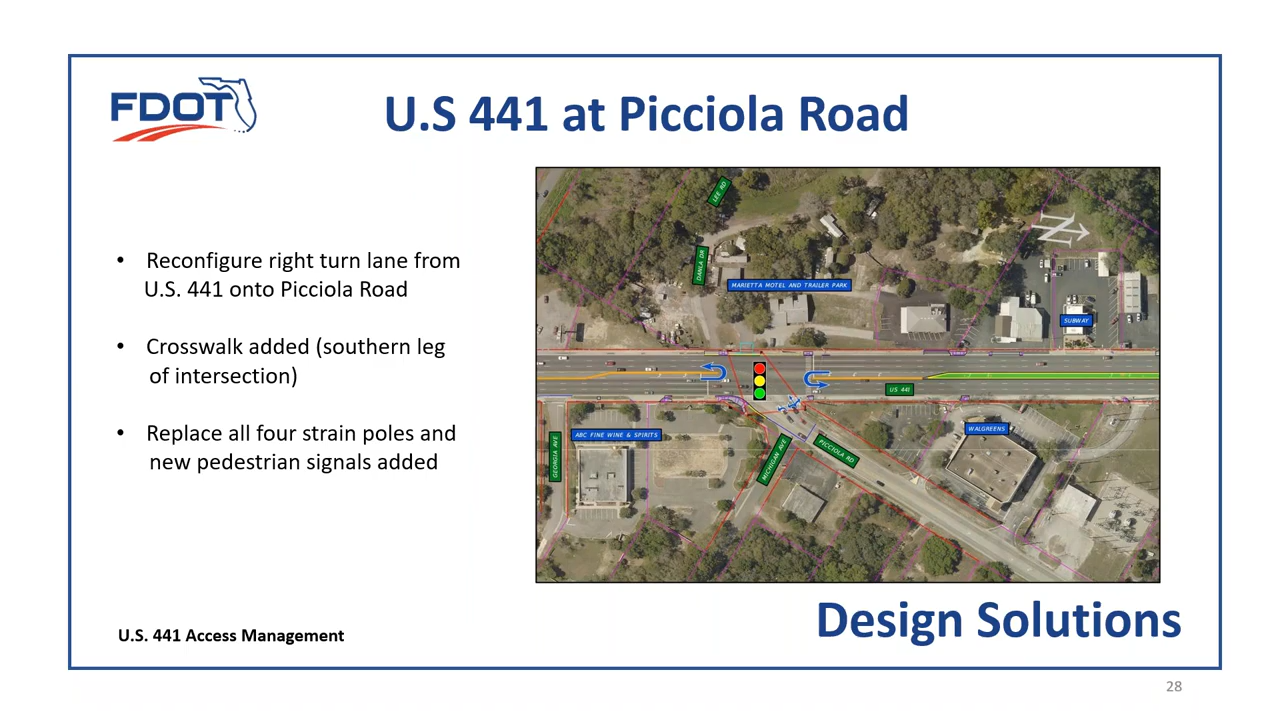 FDOT
U.S 441 at Picciola Road
• Reconfigure right turn lane from
U.S. 441 onto Picciola Road
• Crosswalk added (southern leg
of intersection)
• Replace all four strain poles and
new pedestrian signals added
LEE RD
DANILA DR
MARIETTA MOTEL AND TRAILER PARK
N
SUBWAY
US 441
GEORGIA AVE
ABC FINE WINE & SPIRITS
MICHIGAN AVE
PICCIOLA RD
WALGREENS
U.S. 441 Access Management
Design Solutions
28